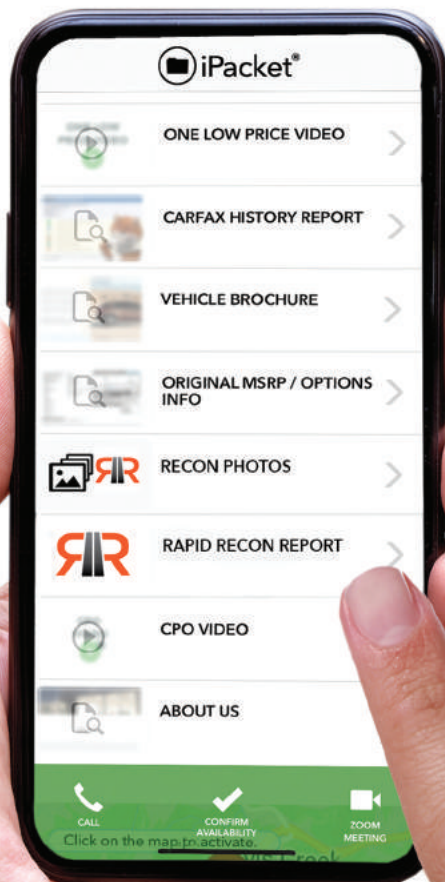 iPacket®
ONE LOW PRICE VIDEO
CARFAX HISTORY REPORT
VEHICLE BROCHURE
ORIGINAL MSRP / OPTIONS
INFO
RECON PHOTOS
RAPID RECON REPORT
CPO VIDEO
ABOUT US
CALL
CONFIRM
AVAILABILITY
ZOOM
MEETING
Click on the map to activate.
Creek